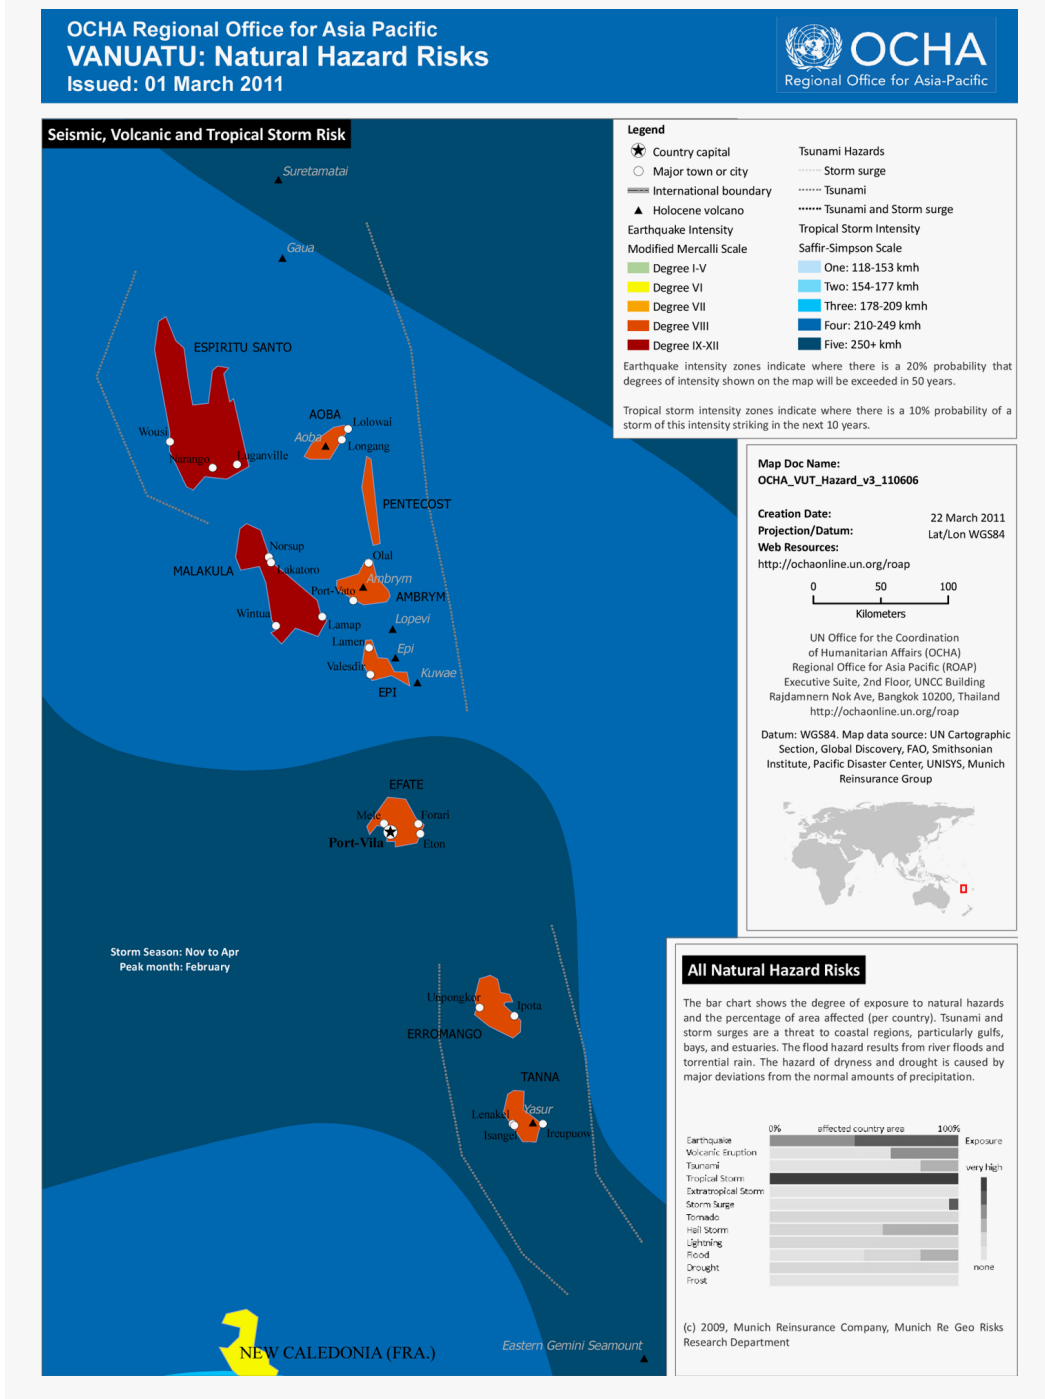 OCHA Regional Office for Asia Pacific
VANUATU: Natural Hazard Risks
Issued: 01 March 2011
OCHA
Regional Office for Asia-Pacific
Seismic, Volcanic and Tropical Storm Risk
Suretamatai
Gaua
ESPIRITU SANTO
AOBA
Lolowai
Wousi
Aoba
Longang
Narango
Luganville
PENTECOST
Norsup
Olal
MALAKULA
Lakatoro
Ambrym
Port-Vato
AMBRYM
Wintua
Lopevi
Lamap
Lamen
Epi
Valesdir
Kuwae
EPI
EFATE
Mele
Forari
Port-Vila
Eton
Storm Season: Nov to Apr
Peak month: February
Unpongkor
Ipota
ERROMANGO
TANNA
Lenakel
Yasur
Isangel
Ireupuow
Eastern Gemini Seamount
NEW CALEDONIA (FRA.)
Legend
Country capital
Major town or city
International boundary
Holocene volcano
Earthquake Intensity
Modified Mercalli Scale
Degree I-V
Degree VI
Degree VII
Degree VIII
Degree IX-XII
Tsunami Hazards
Storm surge
Tsunami
Tsunami and Storm surge
Tropical Storm Intensity
Saffir-Simpson Scale
One: 118-153 kmh
Two: 154-177 kmh
Three: 178-209 kmh
Four: 210-249 kmh
Five: 250+ kmh
Earthquake intensity zones indicate where there is a 20% probability that
degrees of intensity shown on the map will be exceeded in 50 years.
Tropical storm intensity zones indicate where there is a 10% probability of a
storm of this intensity striking in the next 10 years.
Map Doc Name:
OCHA_VUT_Hazard_v3_110606
Creation Date: 22 March 2011
Projection/Datum: Lat/Lon WGS84
Web Resources:
http://ochaonline.un.org/roap
0 50 100
Kilometers
UN Office for the Coordination
of Humanitarian Affairs (OCHA)
Regional Office for Asia Pacific (ROAP)
Executive Suite, 2nd Floor, UNCC Building
Rajdamnern Nok Ave, Bangkok 10200, Thailand
http://ochaonline.un.org/roap
Datum: WGS84. Map data source: UN Cartographic
Section, Global Discovery, FAO, Smithsonian
Institute, Pacific Disaster Center, UNISYS, Munich
Reinsurance Group
All Natural Hazard Risks
The bar chart shows the degree of exposure to natural hazards
and the percentage of area affected (per country). Tsunami and
storm surges are a threat to coastal regions, particularly gulfs,
bays, and estuaries. The flood hazard results from river floods and
torrential rain. The hazard of dryness and drought is caused by
major deviations from the normal amounts of precipitation.
0% affected country area 100%
Earthquake
Volcanic Eruption
Tsunami
Tropical Storm
Extratropical Storm
Storm Surge
Tornado
Hail Storm
Lightning
Flood
Drought
Frost
Exposure
very high
none
(c) 2009, Munich Reinsurance Company, Munich Re Geo Risks
Research Department